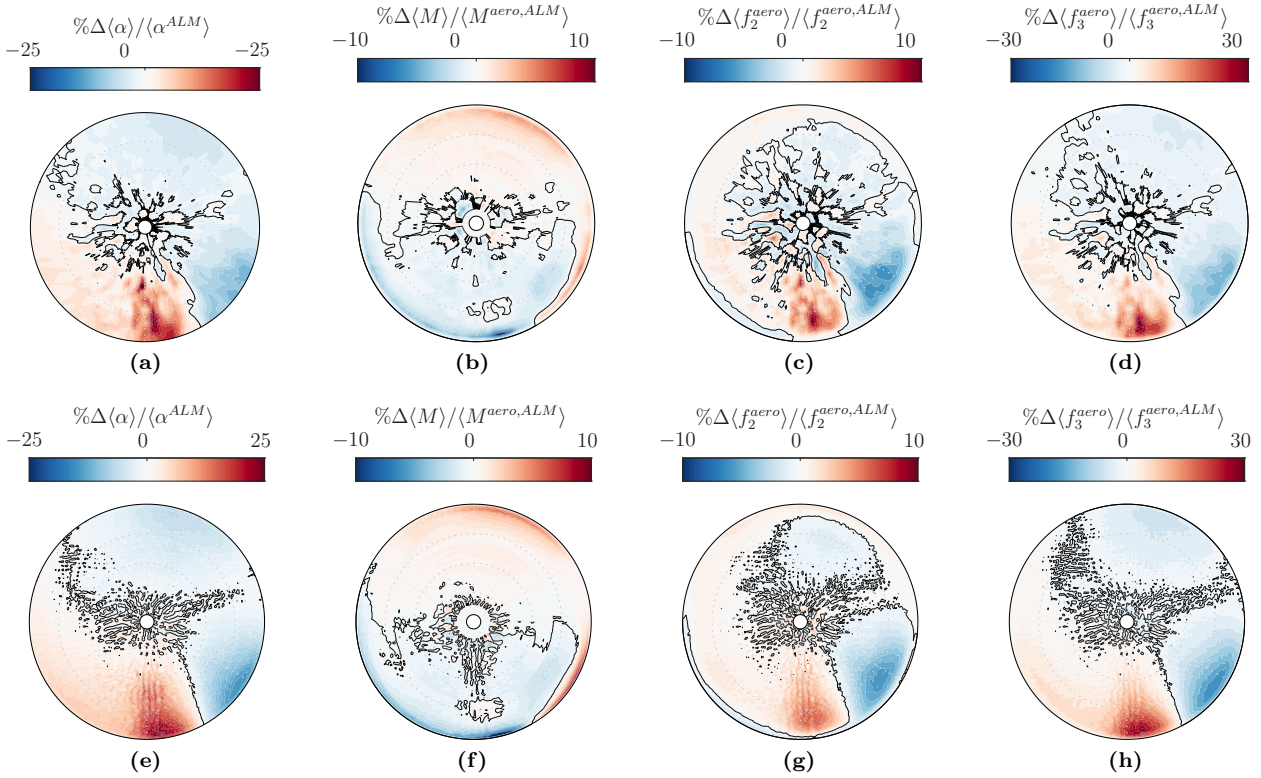 %Δ⟨α⟩/⟨α^{ALM}⟩
−25 0 −25
%Δ⟨M⟩/⟨M^{aero,ALM}⟩
−10 0 10
%Δ⟨f_2^{aero}⟩/⟨f_2^{aero,ALM}⟩
−10 0 10
%Δ⟨f_3^{aero}⟩/⟨f_3^{aero,ALM}⟩
−30 0 30
(a) (b) (c) (d)
%Δ⟨α⟩/⟨α^{ALM}⟩
−25 0 25
%Δ⟨M⟩/⟨M^{aero,ALM}⟩
−10 0 10
%Δ⟨f_2^{aero}⟩/⟨f_2^{aero,ALM}⟩
−10 0 10
%Δ⟨f_3^{aero}⟩/⟨f_3^{aero,ALM}⟩
−30 0 30
(e) (f) (g) (h)